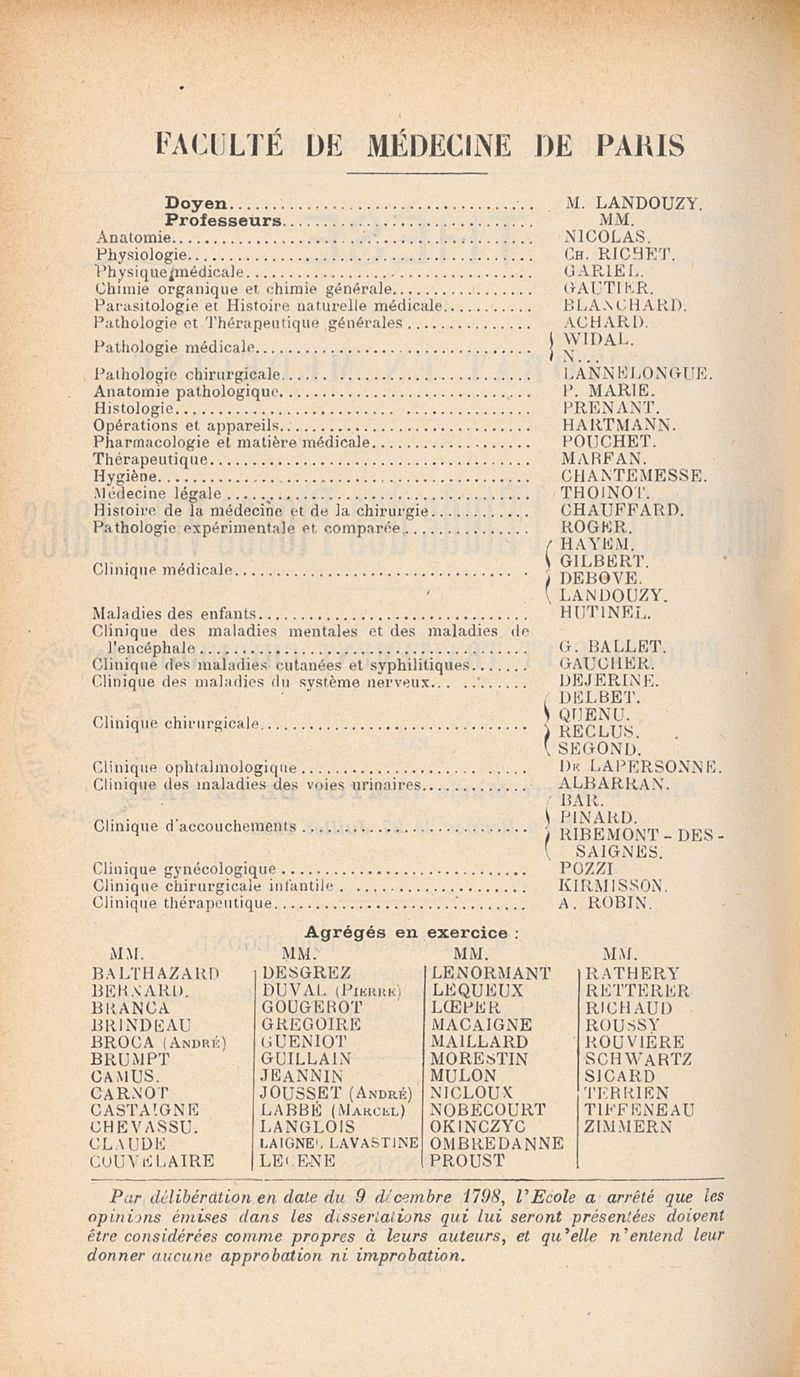 FACULTÉ DE MÉDECINE DE PARIS
Doyen.................................... M. LANDOUZY.
Professeurs.............................. MM.
Anatomie................................. NICOLAS.
Physiologie.............................. CH. RICHET.
Physique médicale........................ GARIEL.
Chimie organique et chimie générale................. GAUTIER.
Parasitologie et Histoire naturelle médicale........... BLANCHARD.
Pathologie et Thérapeutique générales............... ACHARD.
Pathologie médicale................................. { WIDAL.
N...
Pathologie chirurgicale.............................. LANNELONGUE.
Anatomie pathologique............................... P. MARIE.
Histologie.......................................... PRENANT.
Opérations et appareils............................. HARTMANN.
Pharmacologie et matière médicale................... POUCHET.
Thérapeutique....................................... MARFAN.
Hygiène............................................. CHANTEMESSE.
Médecine légale..................................... THOINOT.
Histoire de la médecine et de la chirurgie............ CHAUFFARD.
Pathologie expérimentale et comparée................ ROGER.
Clinique médicale................................... { HAYEM.
GILBERT.
DEBOVE.
LANDOUZY.
Maladies des enfants................................ HUTINEL.
Clinique des maladies mentales et des maladies de
l'encéphale......................................... G. BALLET.
Clinique des maladies cutanées et syphilitiques....... GAUCHER.
Clinique des maladies du système nerveux............ DEJERINE.
Clinique chirurgicale............................... { DELBET.
QUENU.
RECLUS.
SEGOND.
Clinique ophtalmologique............................ DE LAPERSONNE.
Clinique des maladies des voies urinaires............. ALBARRAN.
Clinique d'accouchements............................ { BAR.
PINARD.
RIBEMONT-DES-
SAIGNES.
Clinique gynécologique.............................. POZZI
Clinique chirurgicale infantile....................... KIRMISSON.
Clinique thérapeutique.............................. A. ROBIN.
Agrégés en exercice :
MM. MM. MM. MM.
BALTHAZARD DESGREZ LENORMANT RATHERY
BERNARD. DUVAL (PIERRE) LEQUEUX RETTERER
BRANCA GOUGEROT LŒPER RICHAUD
BRINDEAU GREGOIRE MACAIGNE ROUSSY
BROCA (ANDRÉ) GUENIOT MAILLARD ROUVIERE
BRUMPT GUILLAIN MORESTIN SCHWARTZ
CAMUS. JEANNIN MULON SICARD
CARNOT JOUSSET (ANDRÉ) NICLOUX TERRIEN
CASTAIGNE LABBÉ (MARCEL) NOBECOURT TIFFENEAU
CHEVASSU. LANGLOIS OKINCZYC ZIMMERN
CLAUDE LAIGNEL LAVASTINE OMBREDANNE
COUVELAIRE LECENE PROUST
Par délibération en date du 9 décembre 1798, l'Ecole a arrêté que les
opinions émises dans les dissertations qui lui seront présentées doivent
être considérées comme propres à leurs auteurs, et qu'elle n'entend leur
donner aucune approbation ni improbation.